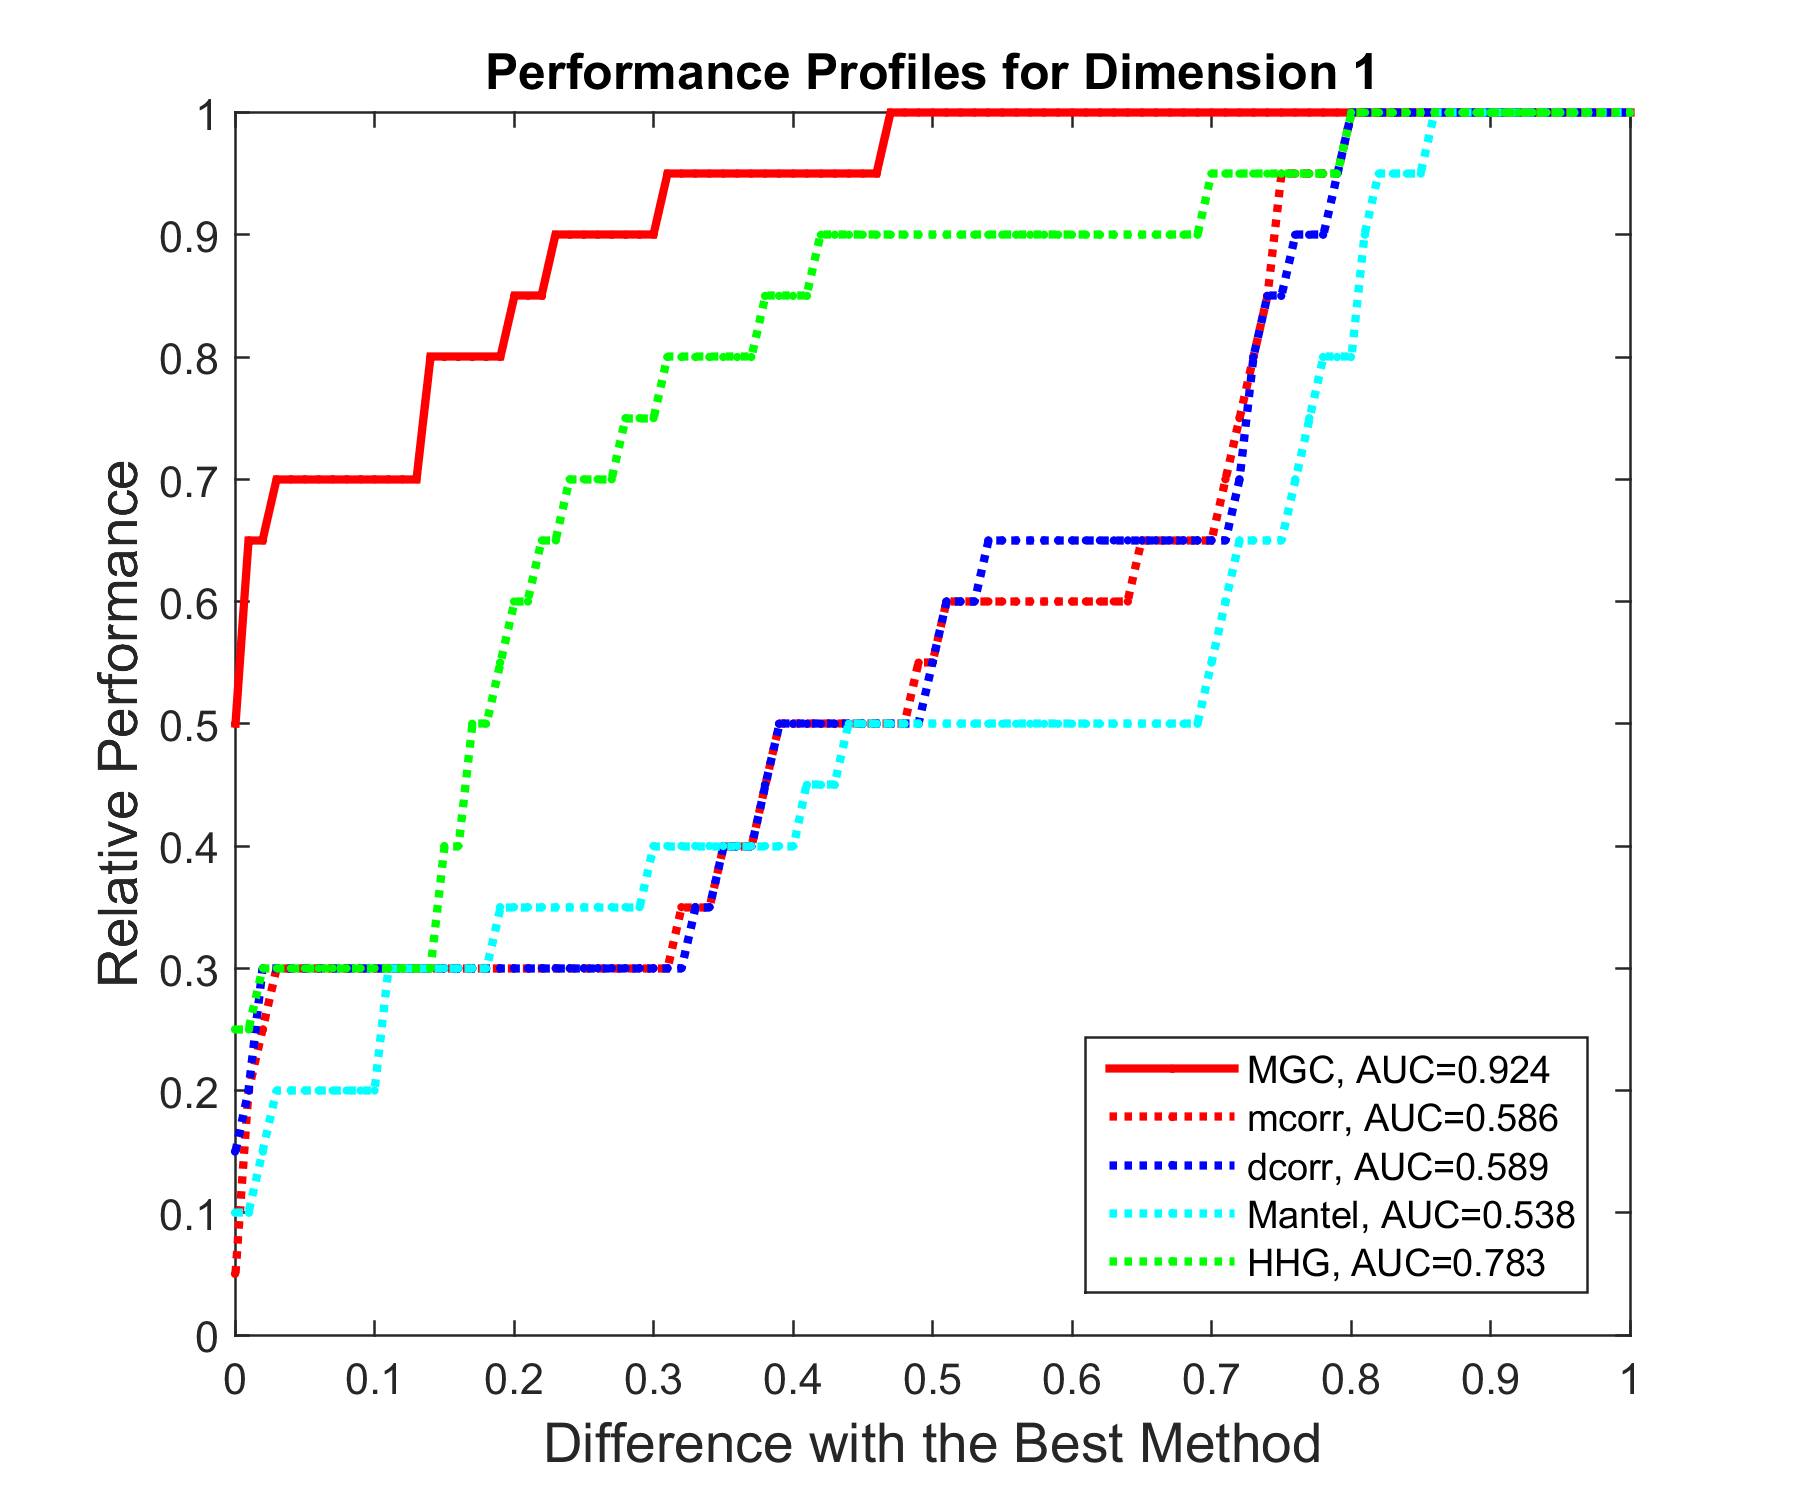 Performance Profiles for Dimension 1
1
0.9
0.8
0.7
0.6
0.5
0.4
0.3
0.2
0.1
0
Relative Performance
MGC, AUC=0.924
mcorr, AUC=0.586
dcorr, AUC=0.589
Mantel, AUC=0.538
HHG, AUC=0.783
0 0.1 0.2 0.3 0.4 0.5 0.6 0.7 0.8 0.9 1
Difference with the Best Method